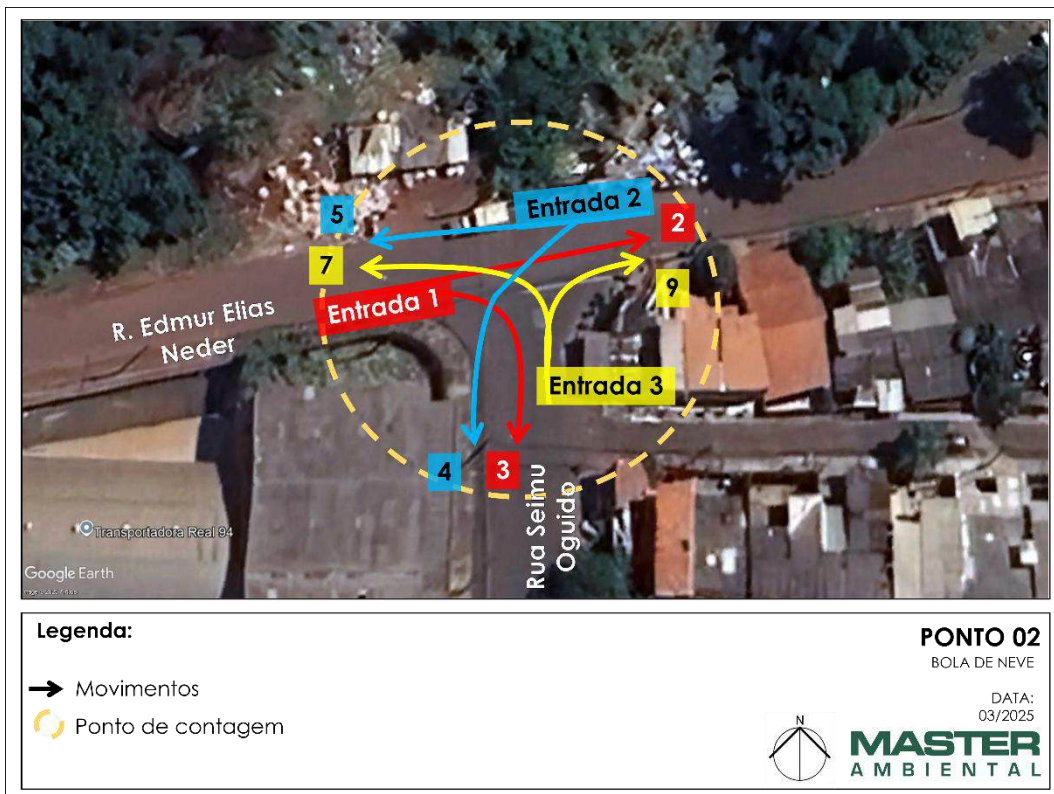 5
Entrada 2
2
7
9
Entrada 1
R. Edmur Elias
Neder
Entrada 3
4
3
Rua Seimu
Oguido
Transportadora Real 94
Google Earth
Legenda:
Movimentos
Ponto de contagem
PONTO 02
BOLA DE NEVE
DATA:
03/2025
N
MASTER
AMBIENTAL